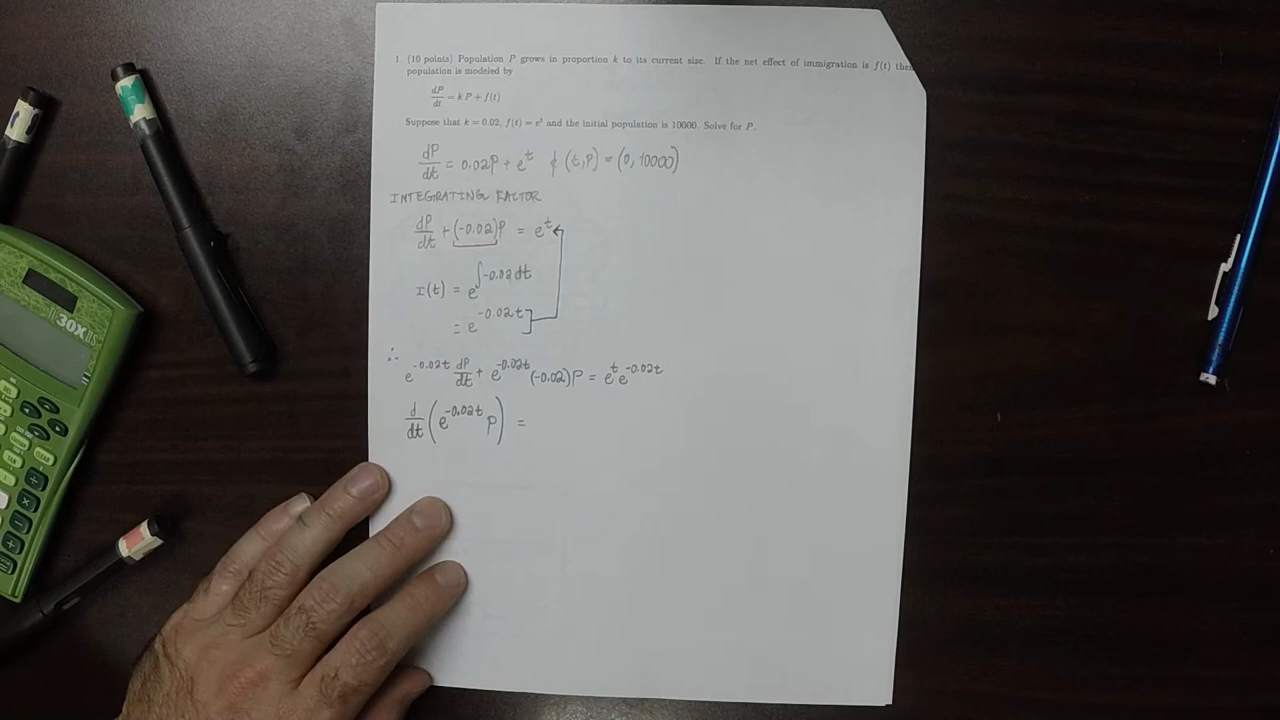 1. (10 points) Population P grows in proportion k to its current size. If the net effect of immigration is f(t) then
population is modeled by
dP/dt = k P + f(t)
Suppose that k = 0.02, f(t) = e^t and the initial population is 10000. Solve for P.
dP/dt = 0.02P + e^t & (t,P) = (0, 10000)
INTEGRATING FACTOR
dP/dt + (-0.02)P = e^t
I(t) = e^{∫-0.02 dt}
= e^{-0.02t}
∴
e^{-0.02t} dP/dt + e^{-0.02t} (-0.02)P = e^t e^{-0.02t}
d/dt (e^{-0.02t} P) =
30X IIS